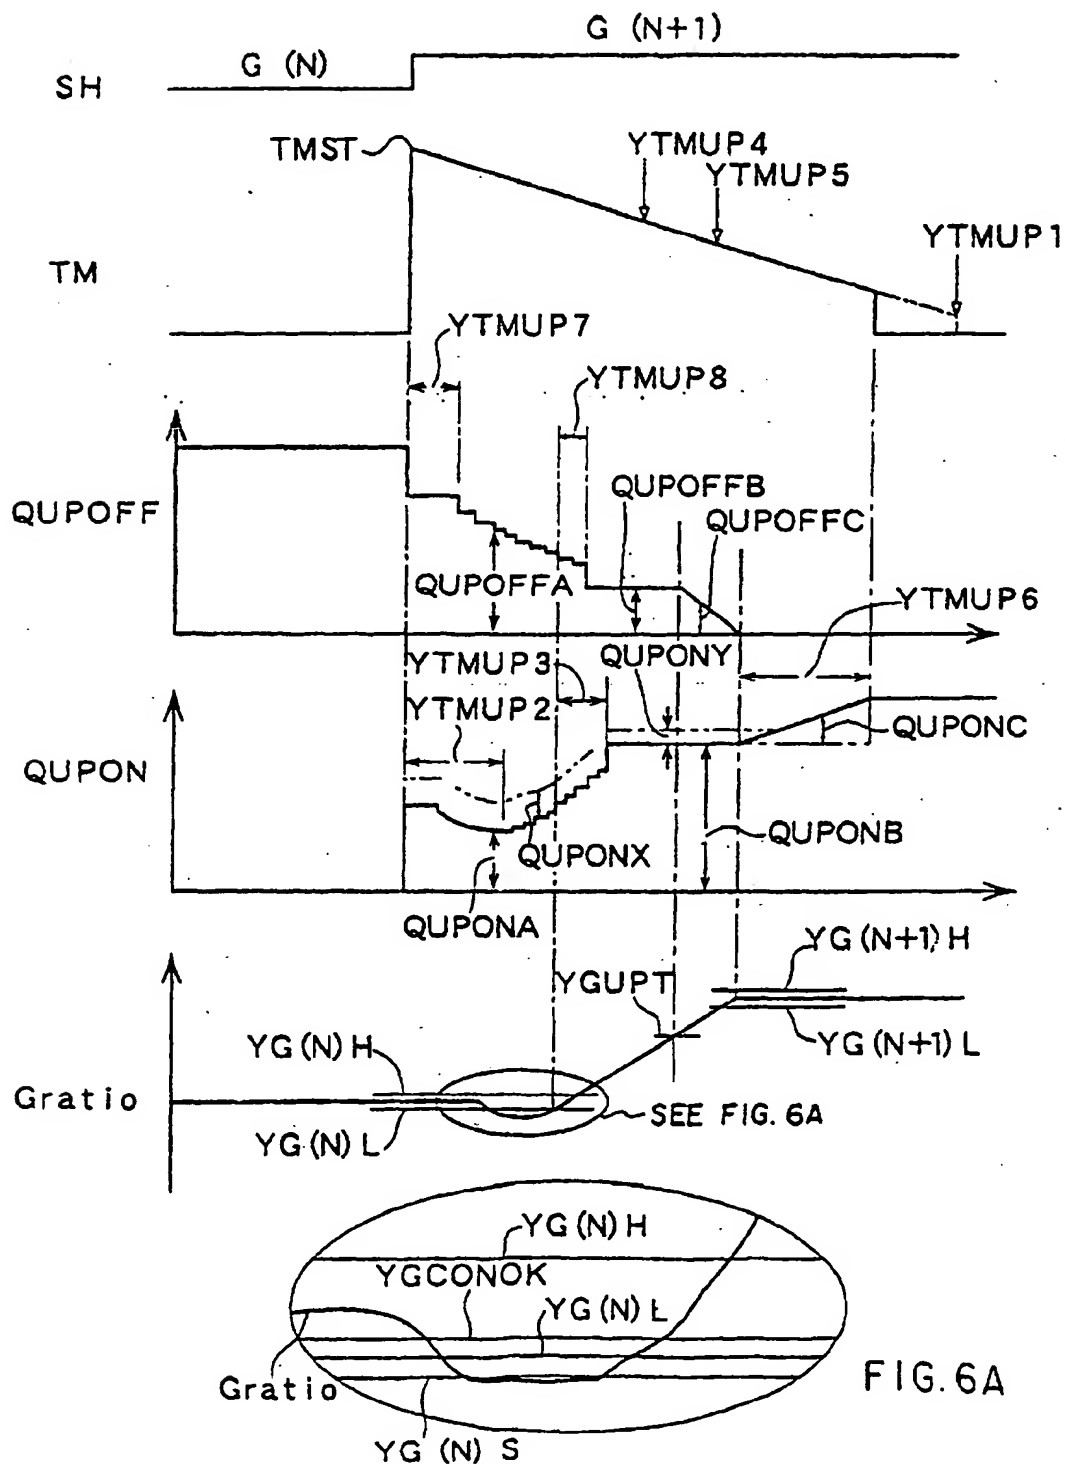 G (N+1)
G (N)
SH
TMST
YTMUP4
YTMUP5
YTMUP1
TM
YTMUP7
YTMUP8
QUPOFFB
QUPOFF
QUPOFFC
QUPOFFA
YTMUP6
YTMUP3
QUPONY
YTMUP2
QUPONC
QUPON
QUPONB
QUPONX
QUPONA
YG(N+1)H
YGUPT
YG(N)H
YG(N+1)L
Gratio
SEE FIG. 6A
YG(N)L
YG(N)H
YGCONOK
YG(N)L
Gratio
FIG. 6A
YG (N) S